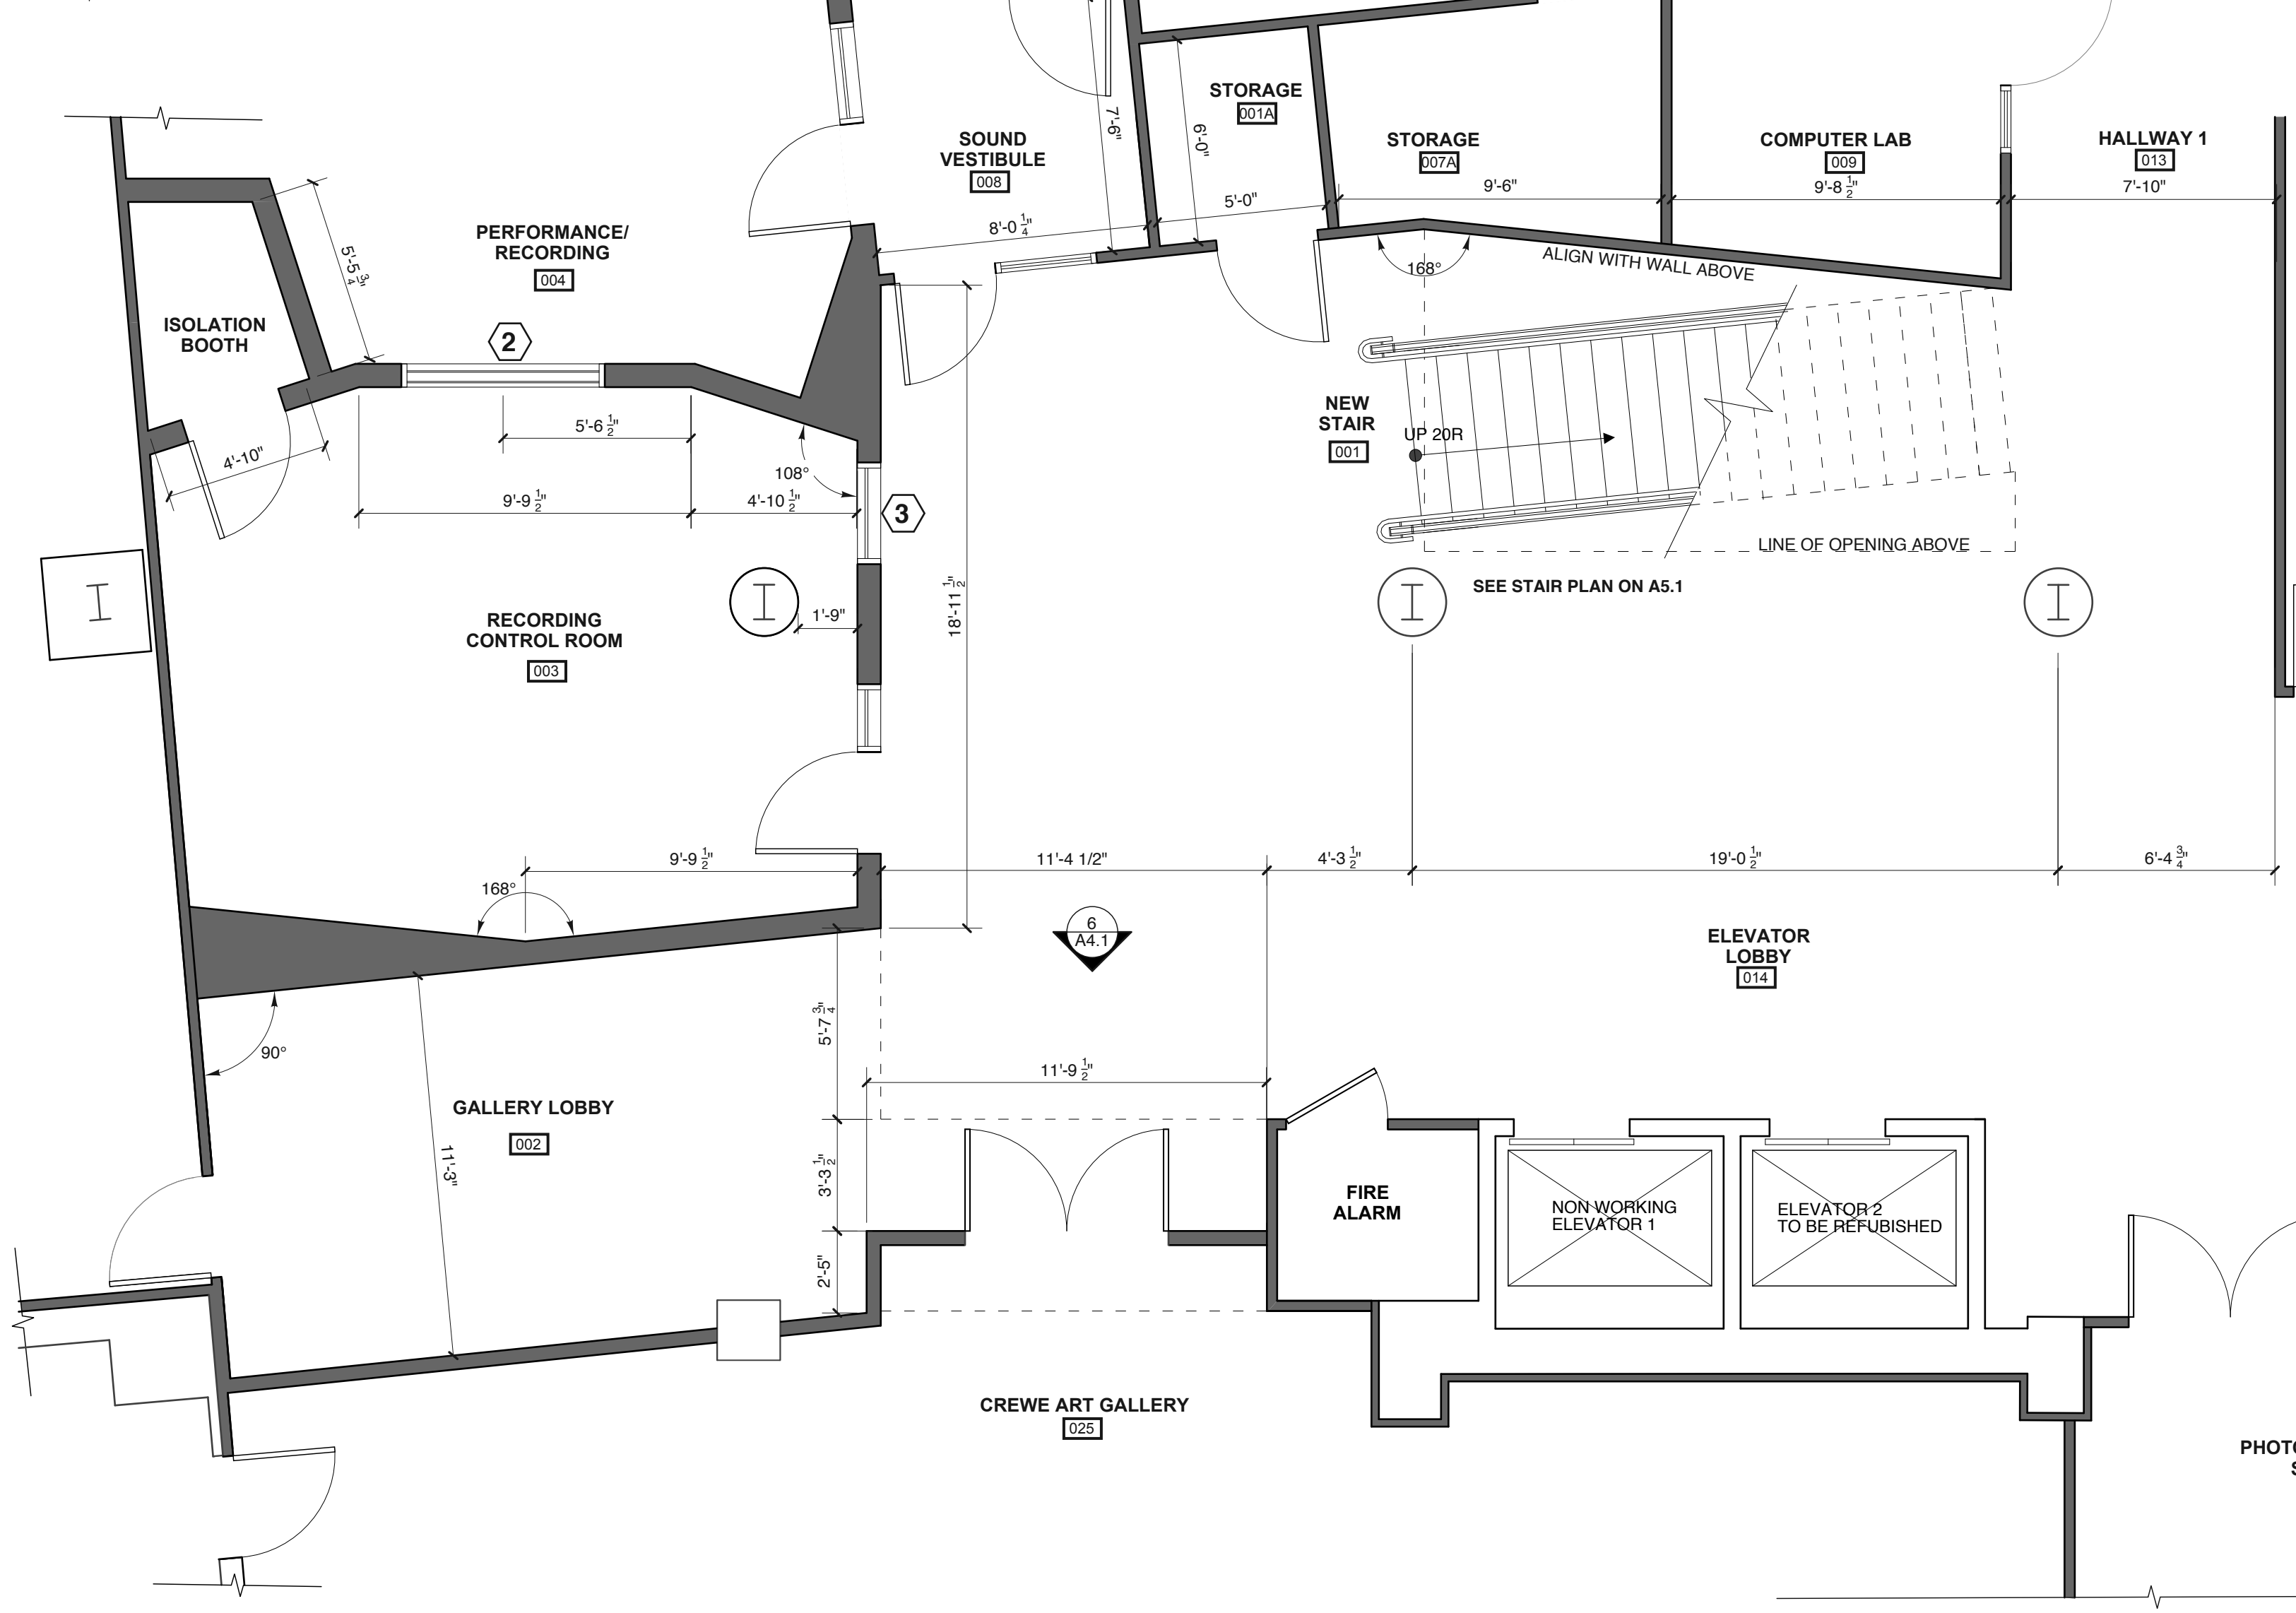 STORAGE
001A
SOUND
VESTIBULE
008
7'-6"
6'-0"
STORAGE
007A
COMPUTER LAB
009
HALLWAY 1
013
9'-6"
9'-8 1/2"
7'-10"
5'-0"
8'-0 1/4"
PERFORMANCE/
RECORDING
004
5'-5 3/4"
168°
ALIGN WITH WALL ABOVE
ISOLATION
BOOTH
2
NEW
STAIR
001
UP 20R
5'-6 1/2"
4'-10"
108°
9'-9 1/2"
4'-10 1/2"
3
LINE OF OPENING ABOVE
SEE STAIR PLAN ON A5.1
18'-11 1/2"
1'-9"
RECORDING
CONTROL ROOM
003
9'-9 1/2"
11'-4 1/2"
4'-3 1/2"
19'-0 1/2"
6'-4 3/4"
168°
6
A4.1
ELEVATOR
LOBBY
014
5'-7 3/4"
90°
11'-9 1/2"
GALLERY LOBBY
002
11'-3"
3'-3 1/2"
FIRE
ALARM
NON WORKING
ELEVATOR 1
ELEVATOR 2
TO BE REFUBISHED
2'-5"
CREWE ART GALLERY
025
PHOTO
S